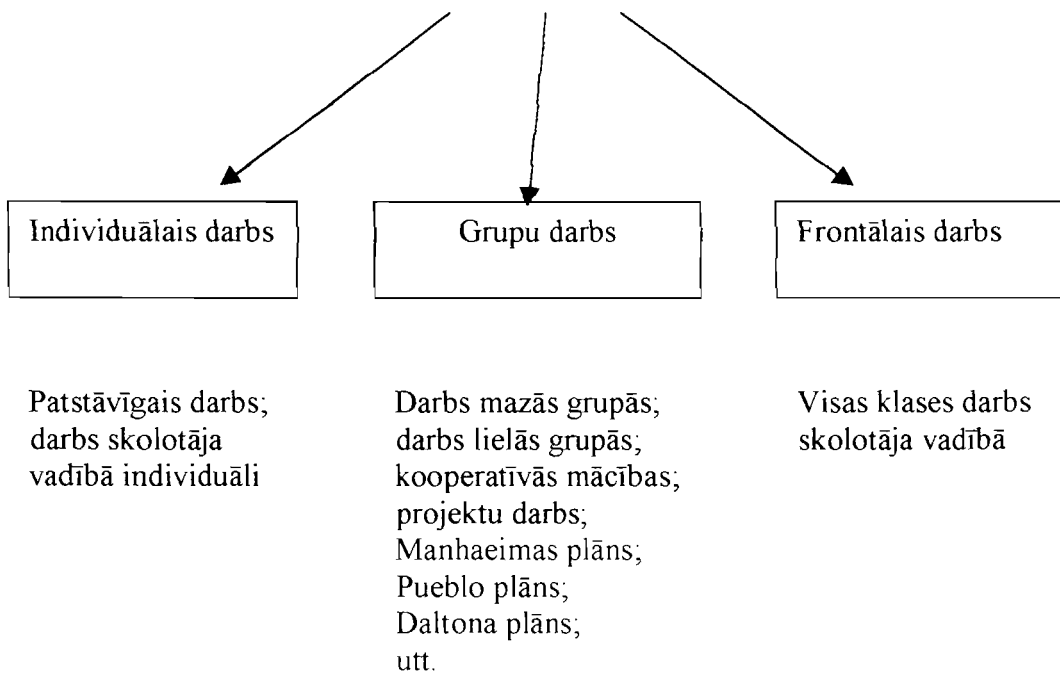 Individuālais darbs
Grupu darbs
Frontālais darbs
Patstāvīgais darbs;
darbs skolotāja
vadībā individuāli
Darbs mazās grupās;
darbs lielās grupās;
kooperatīvās mācības;
projektu darbs;
Manhaeimas plāns;
Pueblo plāns;
Daltona plāns;
utt.
Visas klases darbs
skolotāja vadībā